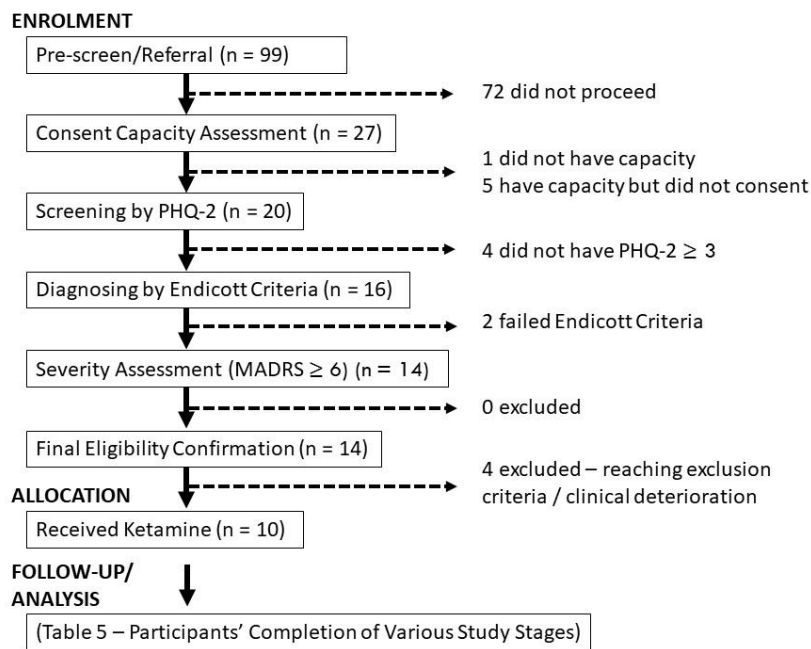 ENROLMENT
Pre-screen/Referral (n = 99)
72 did not proceed
Consent Capacity Assessment (n = 27)
1 did not have capacity
5 have capacity but did not consent
Screening by PHQ-2 (n = 20)
4 did not have PHQ-2 ≥ 3
Diagnosing by Endicott Criteria (n = 16)
2 failed Endicott Criteria
Severity Assessment (MADRS ≥ 6) (n = 14)
0 excluded
Final Eligibility Confirmation (n = 14)
4 excluded – reaching exclusion
criteria / clinical deterioration
ALLOCATION
Received Ketamine (n = 10)
FOLLOW-UP/
ANALYSIS
(Table 5 – Participants’ Completion of Various Study Stages)